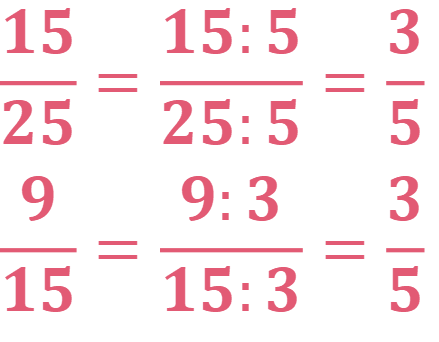 15/25 = 15:5/25:5 = 3/5
9/15 = 9:3/15:3 = 3/5